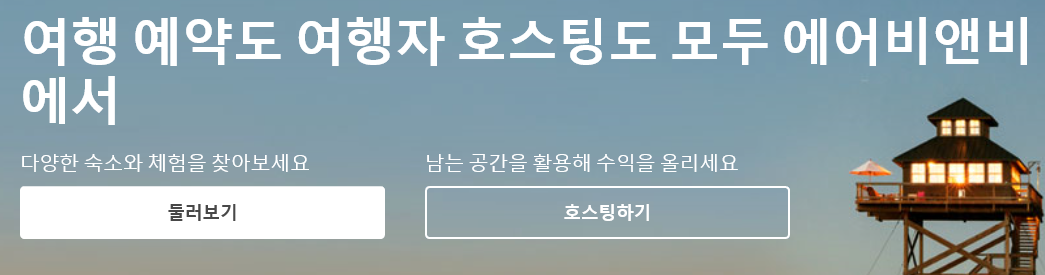 여행 예약도 여행자 호스팅도 모두 에어비앤비
에서
다양한 숙소와 체험을 찾아보세요
남는 공간을 활용해 수익을 올리세요
둘러보기
호스팅하기